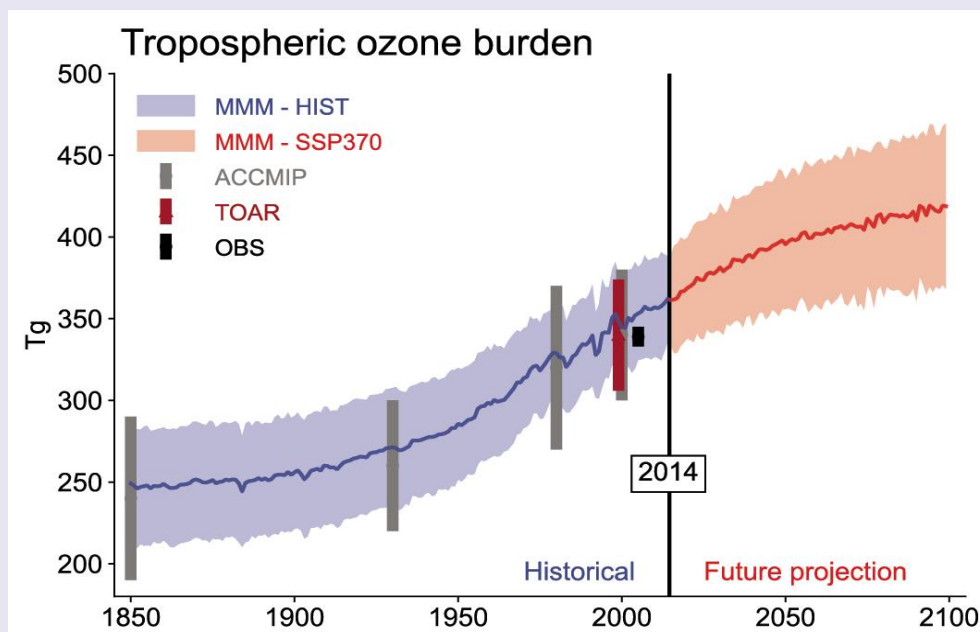 Tropospheric ozone burden
500
450
400
350
300
250
200
Tg
MMM - HIST
MMM - SSP370
ACCMIP
TOAR
OBS
2014
Historical
Future projection
1850
1900
1950
2000
2050
2100